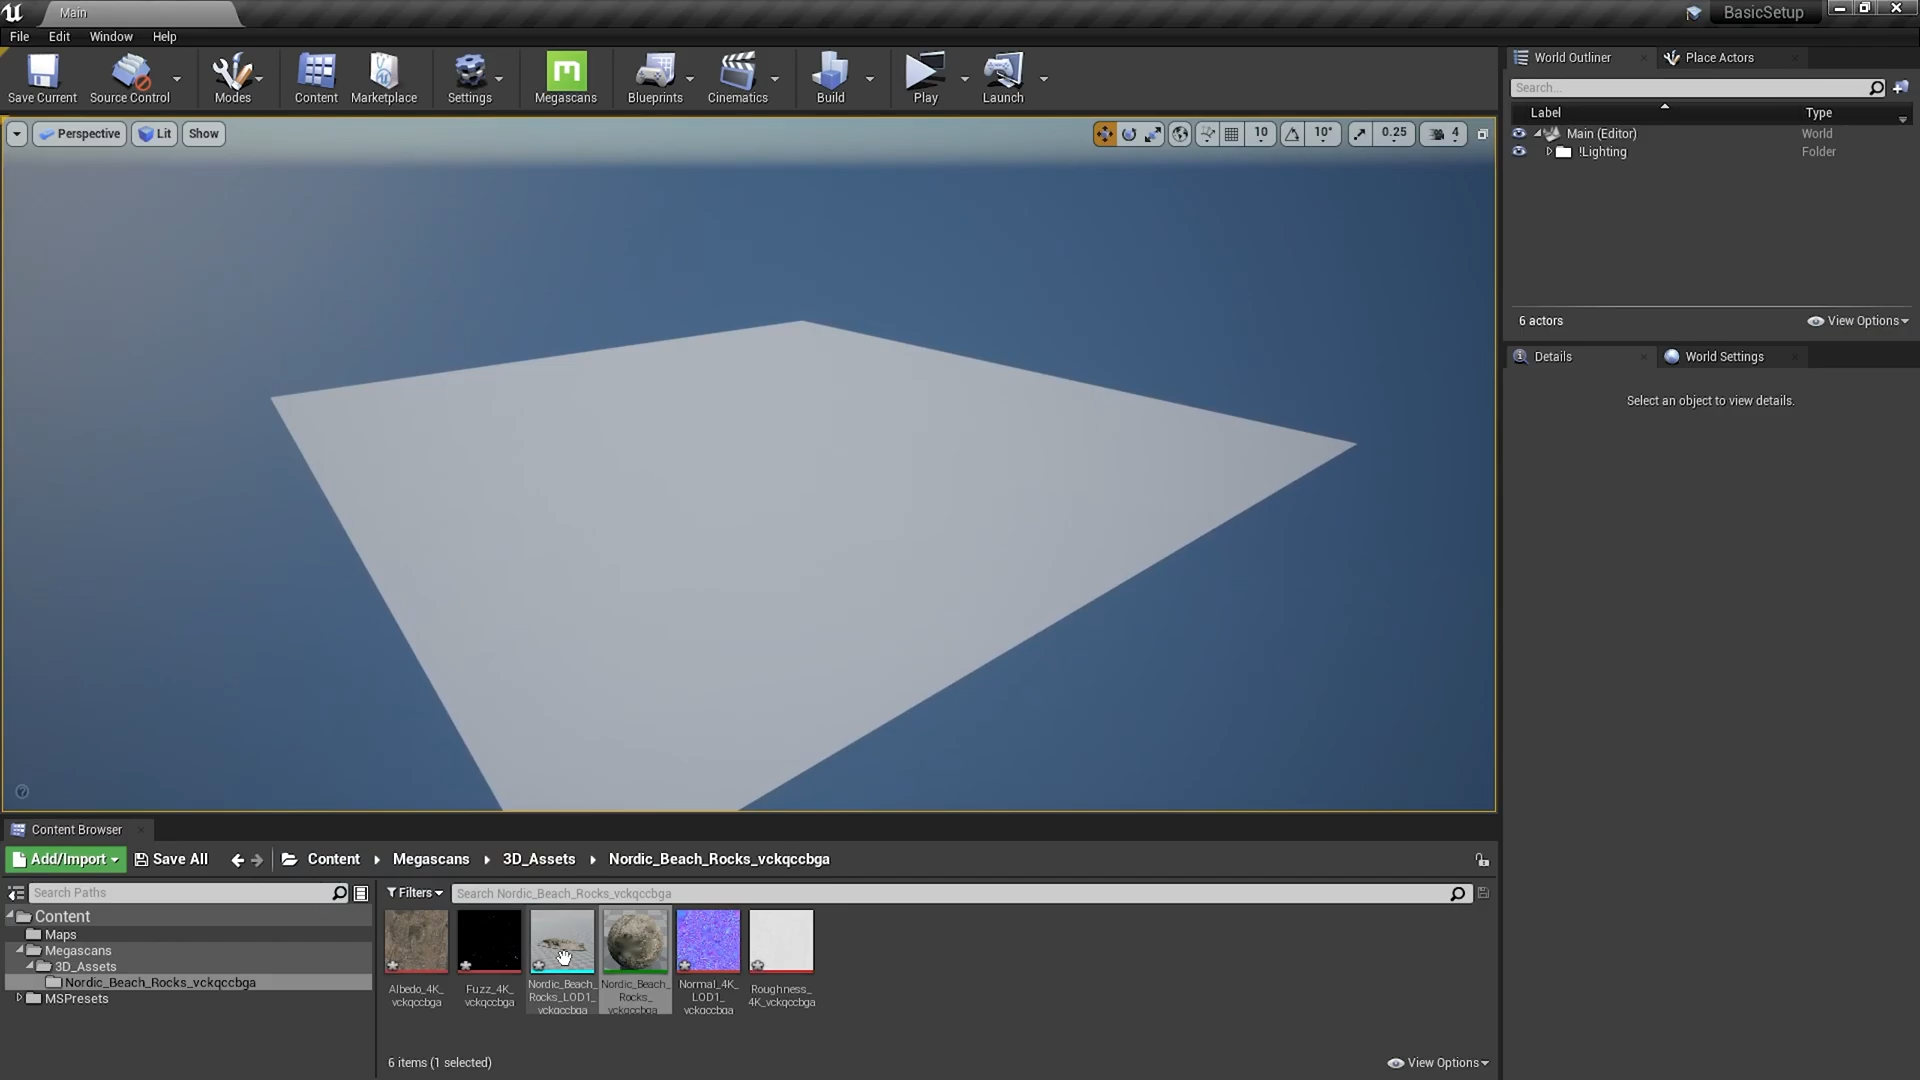 Main
BasicSetup
File Edit Window Help
Save Current Source Control Modes Content Marketplace Settings Megascans Blueprints Cinematics Build Play Launch
Perspective Lit Show 10 10° 0.25 4
World Outliner Place Actors
Search...
Label Type
Main (Editor) World
!Lighting Folder
6 actors View Options
Details World Settings
Select an object to view details.
Content Browser
Add/Import Save All Content Megascans 3D_Assets Nordic_Beach_Rocks_vckqccbga
Search Paths
Filters Search Nordic_Beach_Rocks_vckqccbga
Content
Maps
Megascans
3D_Assets
Nordic_Beach_Rocks_vckqccbga
MSPresets
Albedo_4K_
vckqccbga
Fuzz_4K_
vckqccbga
Nordic_Beach_
Rocks_LOD1_
vckqccbga
Nordic_Beach_
Rocks_
vckqccbga
Normal_4K_
LOD1_
vckqccbga
Roughness_
4K_vckqccbga
6 items (1 selected) View Options